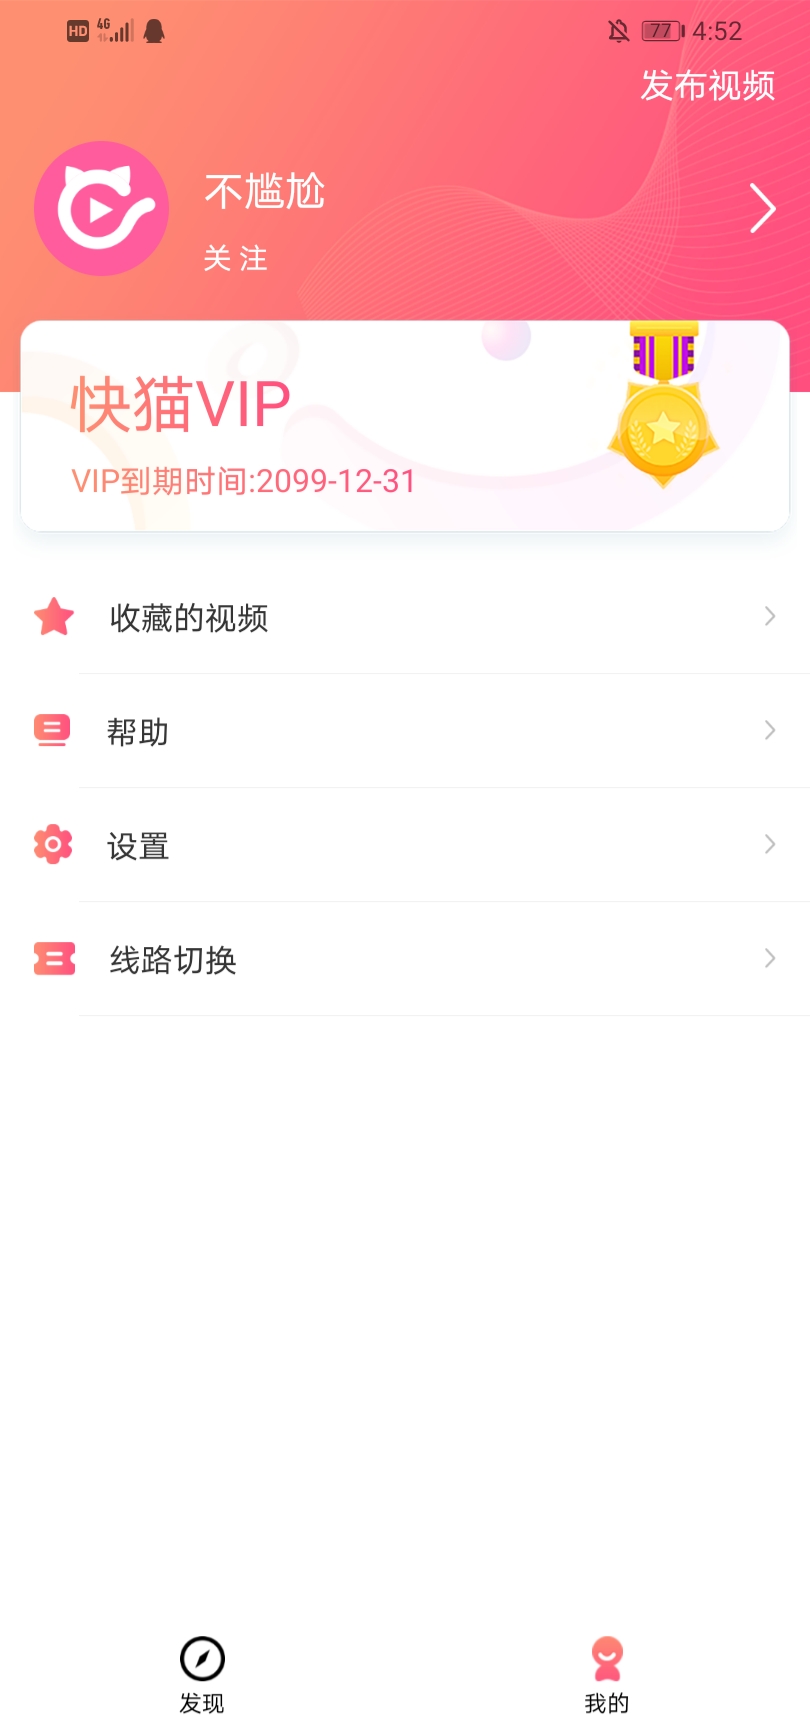 HD 4G 77 4:52
发布视频
不尴尬
关注
快猫VIP
VIP到期时间:2099-12-31
收藏的视频
帮助
设置
线路切换
发现
我的